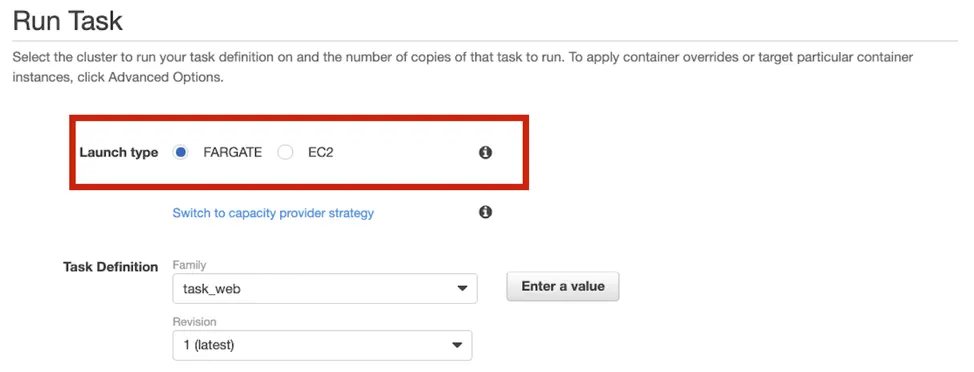 Run Task
Select the cluster to run your task definition on and the number of copies of that task to run. To apply container overrides or target particular container
instances, click Advanced Options.
Launch type FARGATE EC2
Switch to capacity provider strategy
Task Definition Family
task_web Enter a value
Revision
1 (latest)